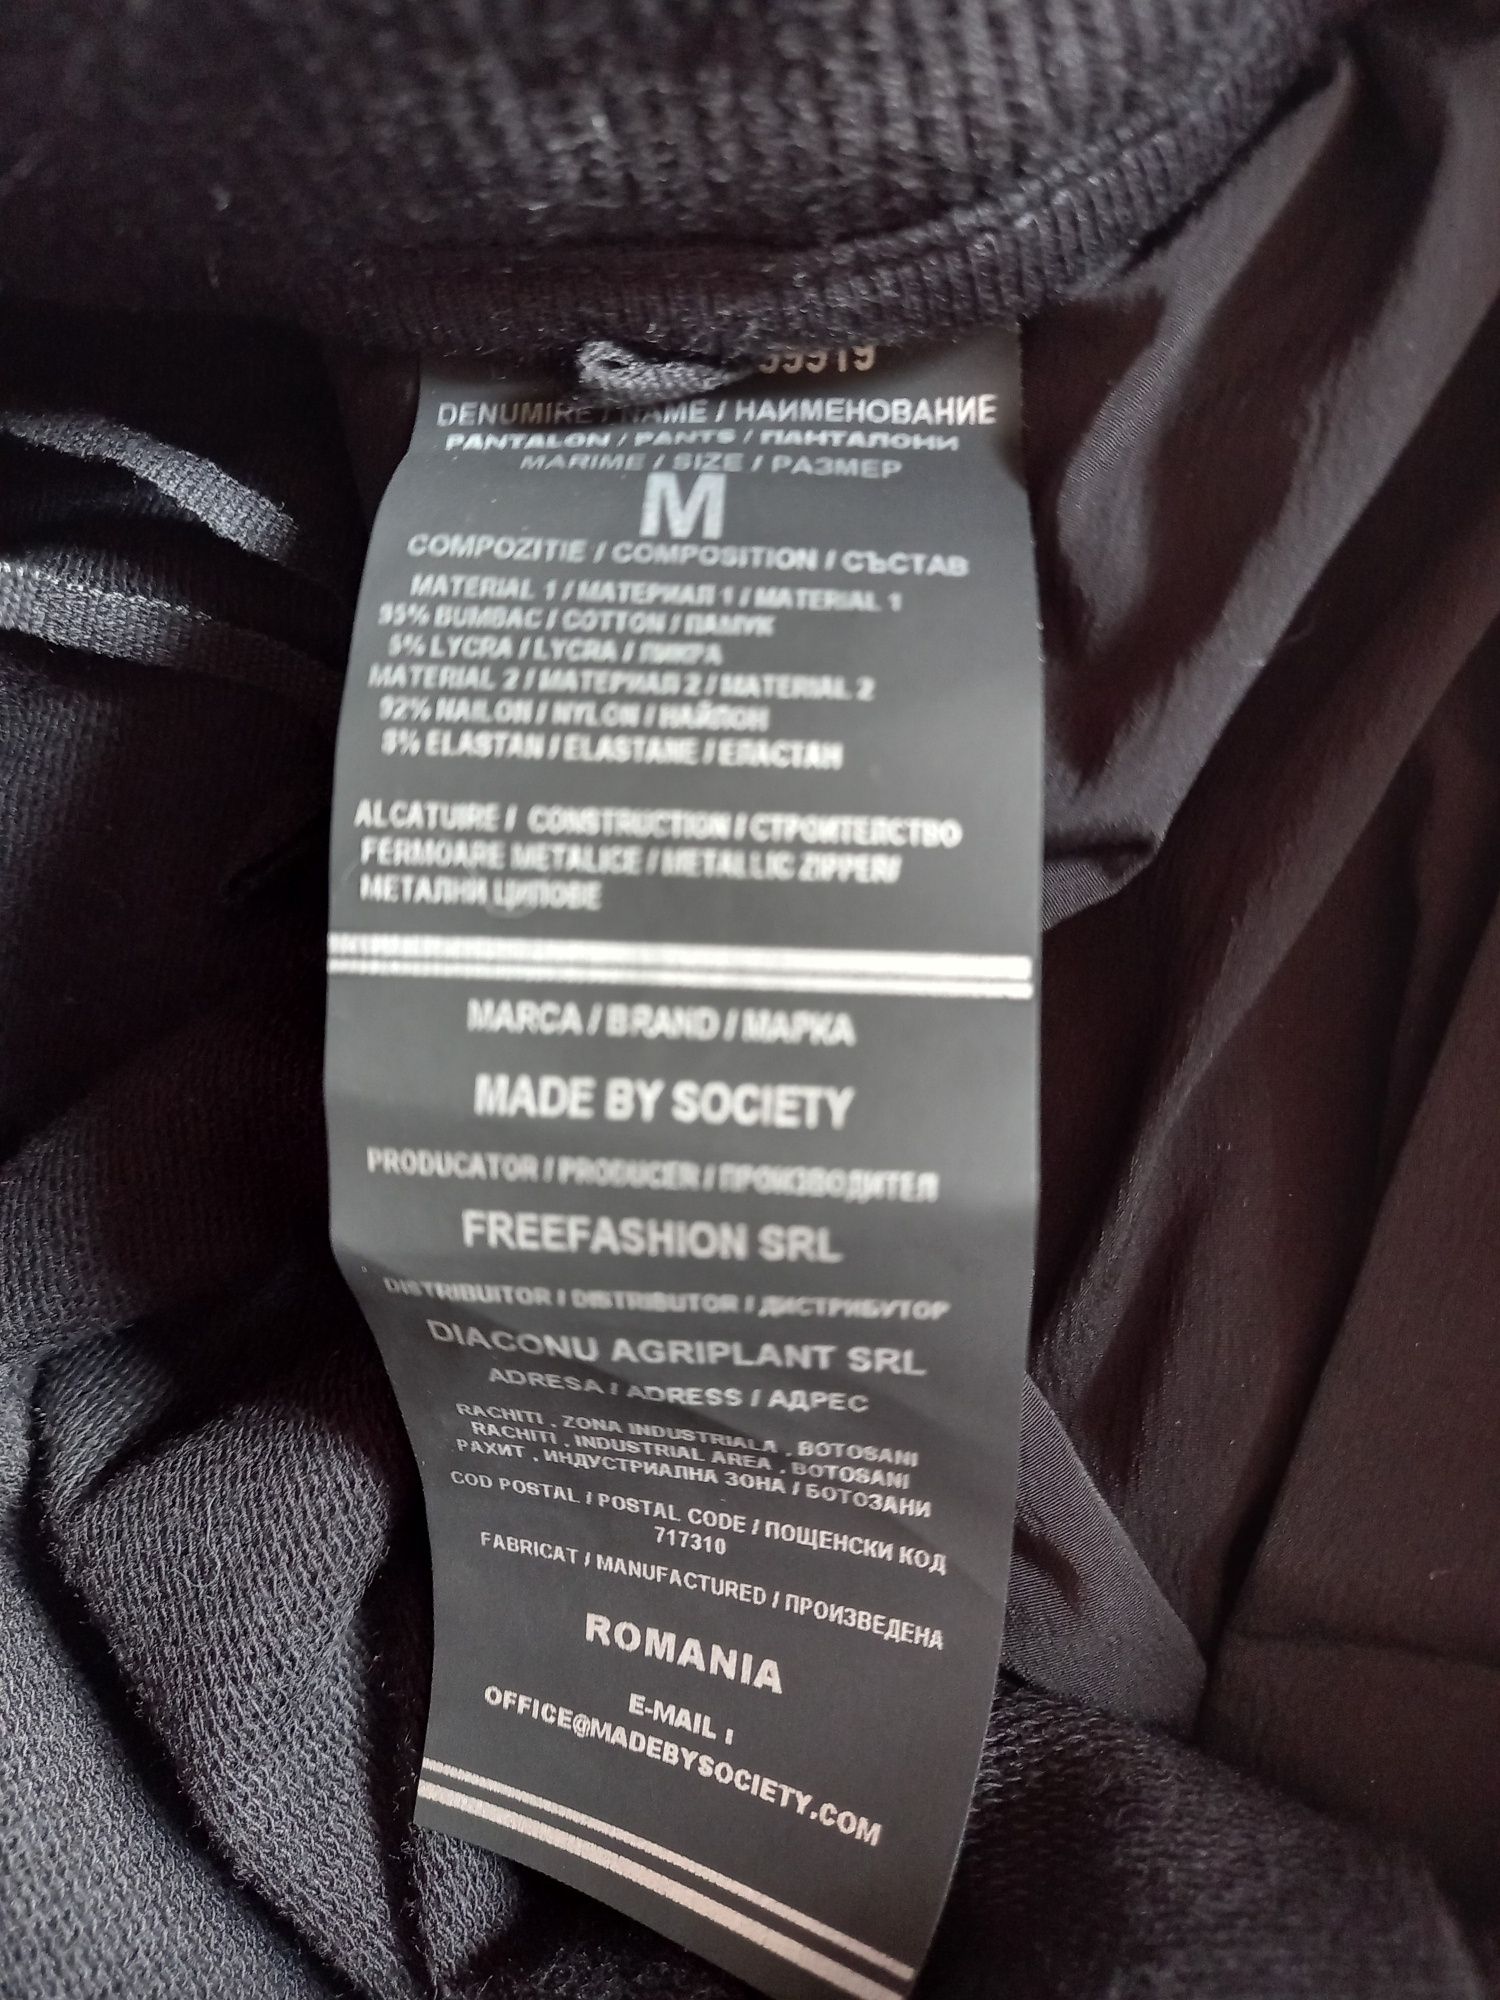 DENUMIRE / NAME / НАИМЕНОВАНИЕ
PANTALON / PANTS / ПАНТАЛОНИ
MARIME / SIZE / РАЗМЕР
M
COMPOZITIE / COMPOSITION / СЪСТАВ
MATERIAL 1 / МАТЕРИАЛ 1 / MATERIAL 1
95% BUMBAC / COTTON / ПАМУК
5% LYCRA / LYCRA / ЛИКРА
MATERIAL 2 / МАТЕРИАЛ 2 / MATERIAL 2
92% NAILON / NYLON / НАЙЛОН
8% ELASTAN / ELASTANE / ЕЛАСТАН
ALCATUIRE / CONSTRUCTION / СТРОИТЕЛСТВО
FERMOARE METALICE / METALLIC ZIPPER/
МЕТАЛНИ ЦИПОВЕ
MARCA / BRAND / МАРКА
MADE BY SOCIETY
PRODUCATOR / PRODUCER / ПРОИЗВОДИТЕЛ
FREEFASHION SRL
DISTRIBUITOR / DISTRIBUTOR / ДИСТРИБУТОР
DIACONU AGRIPLANT SRL
ADRESA / ADRESS / АДРЕС
RACHITI , ZONA INDUSTRIALA , BOTOSANI
RACHITI , INDUSTRIAL AREA , BOTOSANI
РАХИТ , ИНДУСТРИАЛНА ЗОНА / БОТОЗАНИ
COD POSTAL / POSTAL CODE / ПОЩЕНСКИ КОД
717310
FABRICAT / MANUFACTURED / ПРОИЗВЕДЕНА
ROMANIA
E-MAIL :
OFFICE@MADEBYSOCIETY.COM